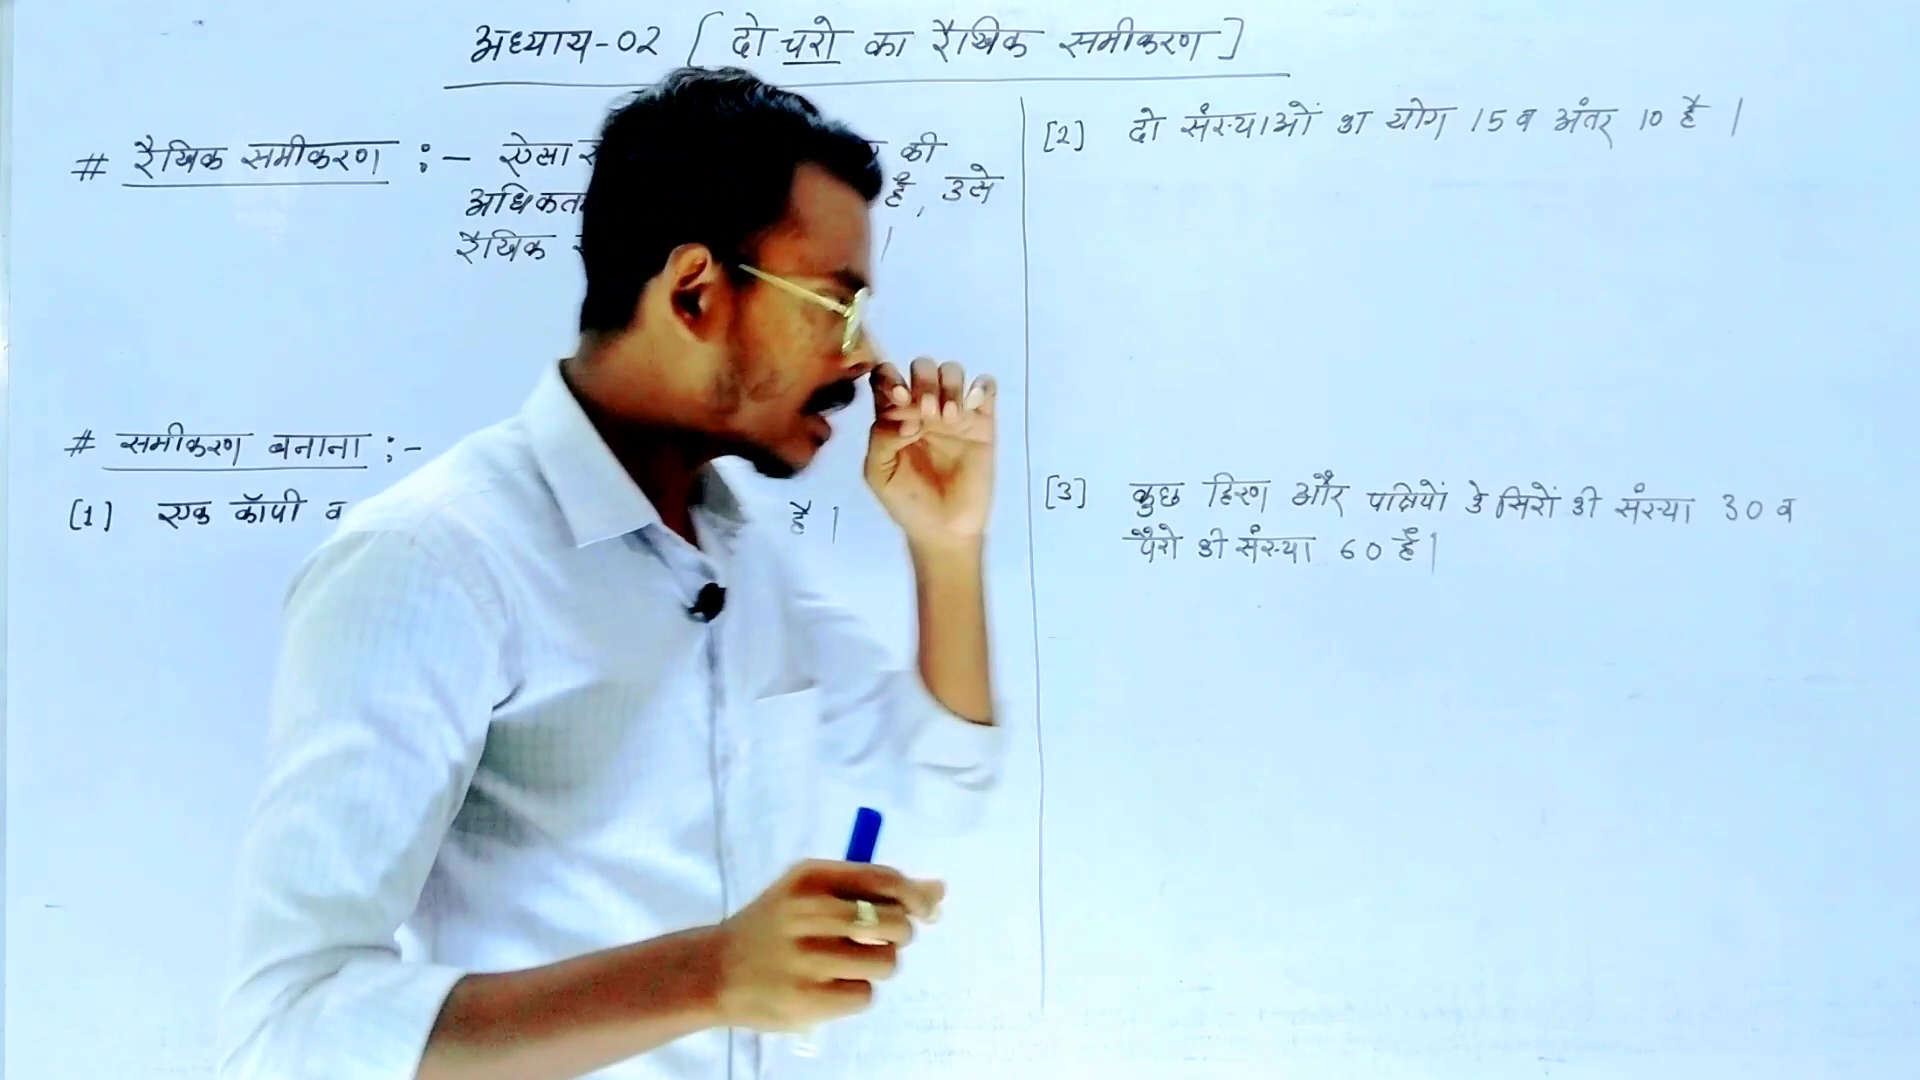 अध्याय-02 [ दो चरो का रैखिक समीकरण ]
# रैखिक समीकरण :- ऐसा की
अधिकतम है, उसे
रैखिक ।
# समीकरण बनाना :-
[1] एक कॉपी व है ।
[2] दो संख्याओं का योग 15 व अंतर 10 है ।
[3] कुछ हिरण और पक्षियों के सिरों की संख्या 30 व
पैरो की संख्या 60 है ।